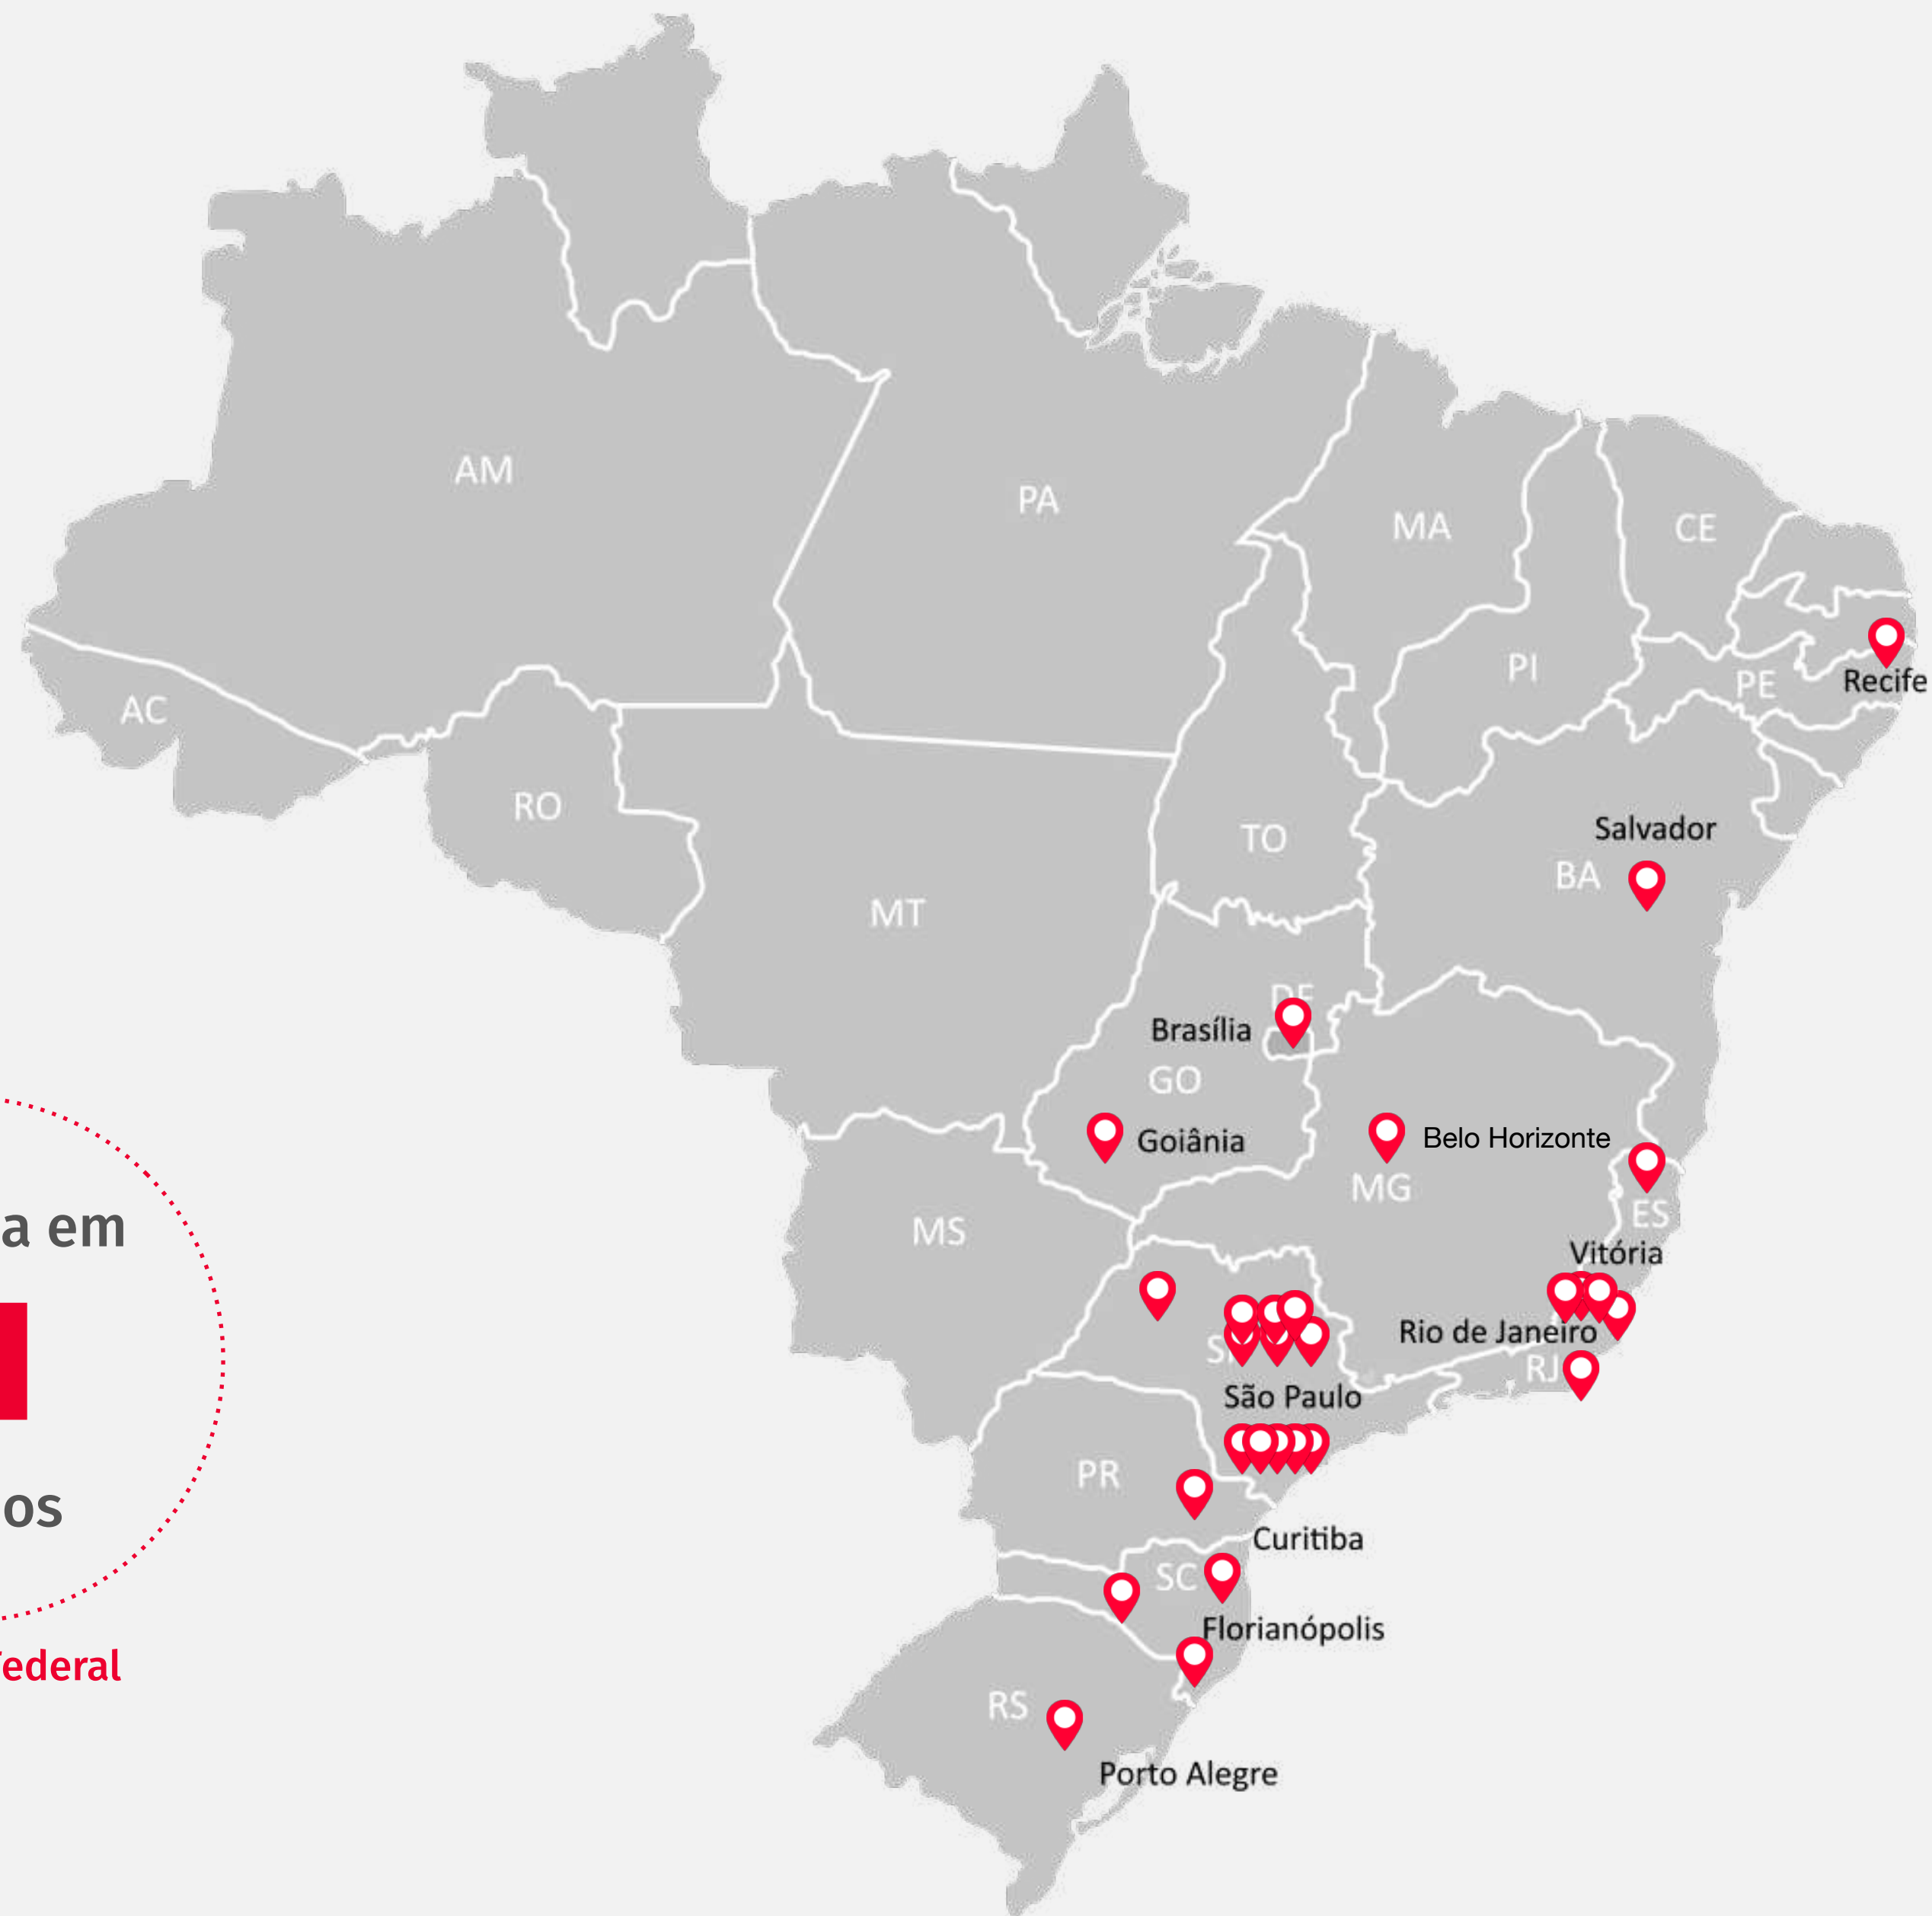 AM
PA
MA
CE
PI
PE
Recife
AC
RO
TO
Salvador
BA
MT
DF
Brasília
GO
Goiânia
Belo Horizonte
MG
ES
MS
Vitória
Rio de Janeiro
RJ
São Paulo
PR
Curitiba
SC
Florianópolis
RS
Porto Alegre
a em
os
ederal